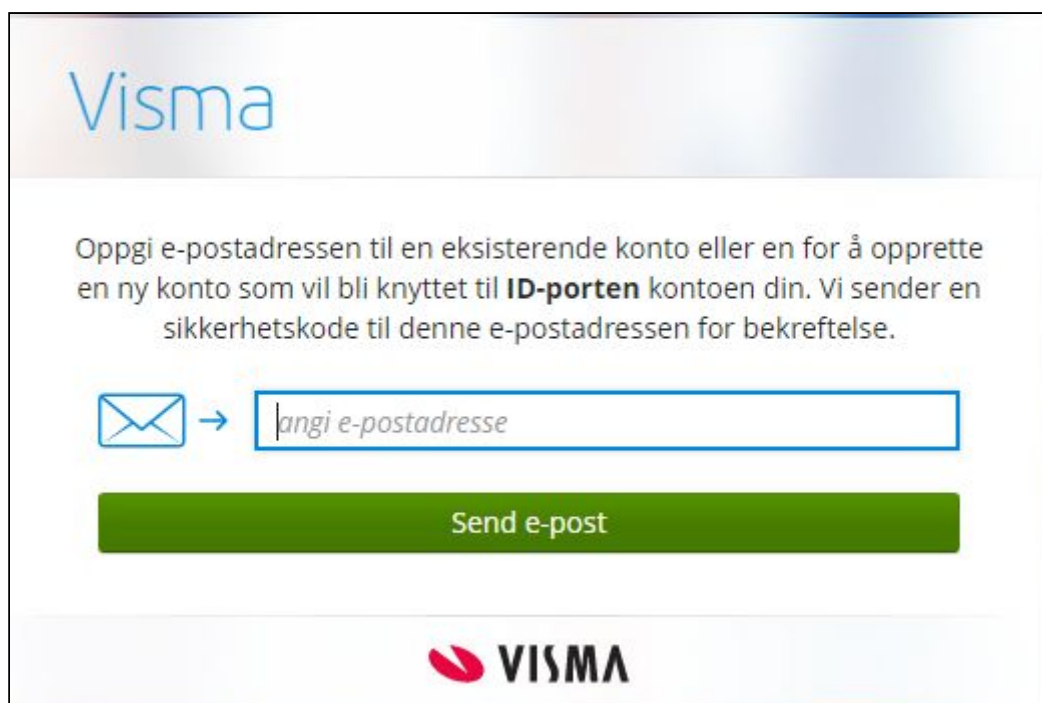 Visma
Oppgi e-postadressen til en eksisterende konto eller en for å opprette
en ny konto som vil bli knyttet til ID-porten kontoen din. Vi sender en
sikkerhetskode til denne e-postadressen for bekreftelse.
angi e-postadresse
Send e-post
VISMA